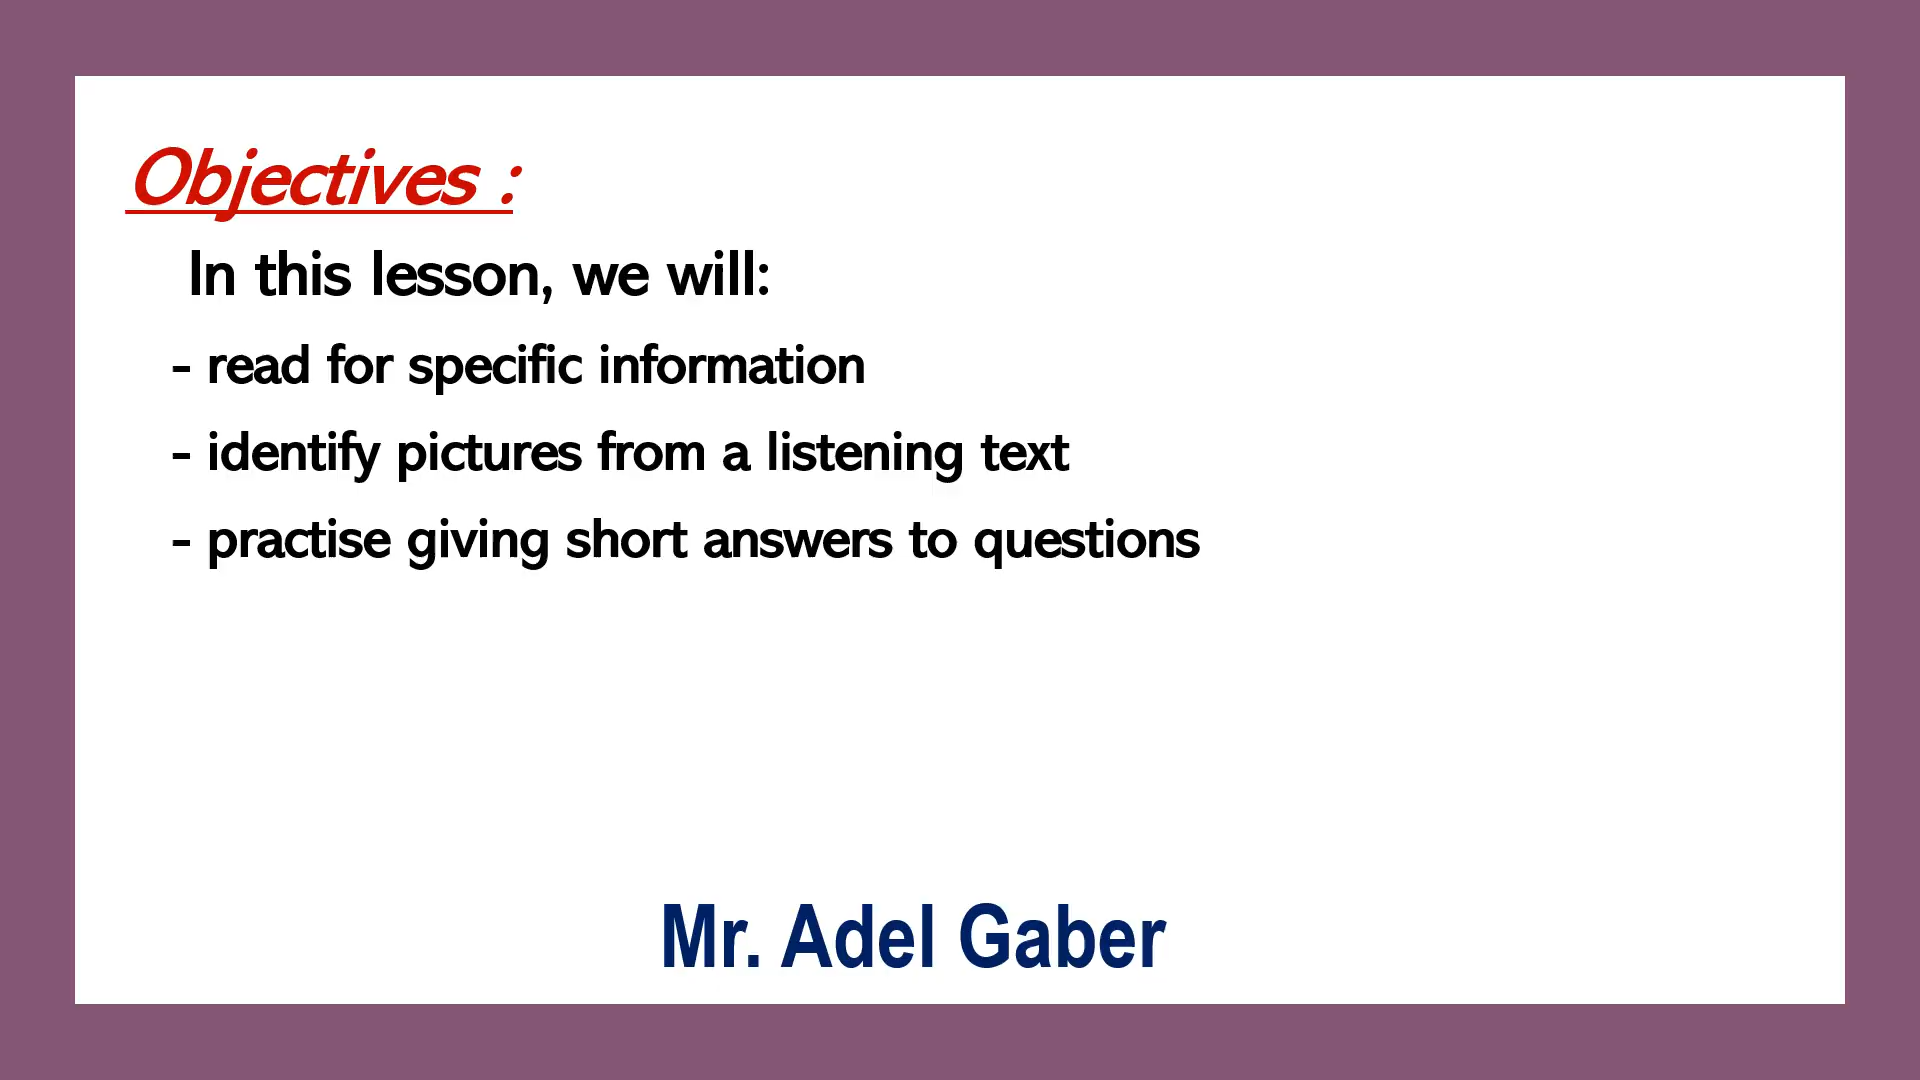 Objectives :
In this lesson, we will:
- read for specific information
- identify pictures from a listening text
- practise giving short answers to questions
Mr. Adel Gaber